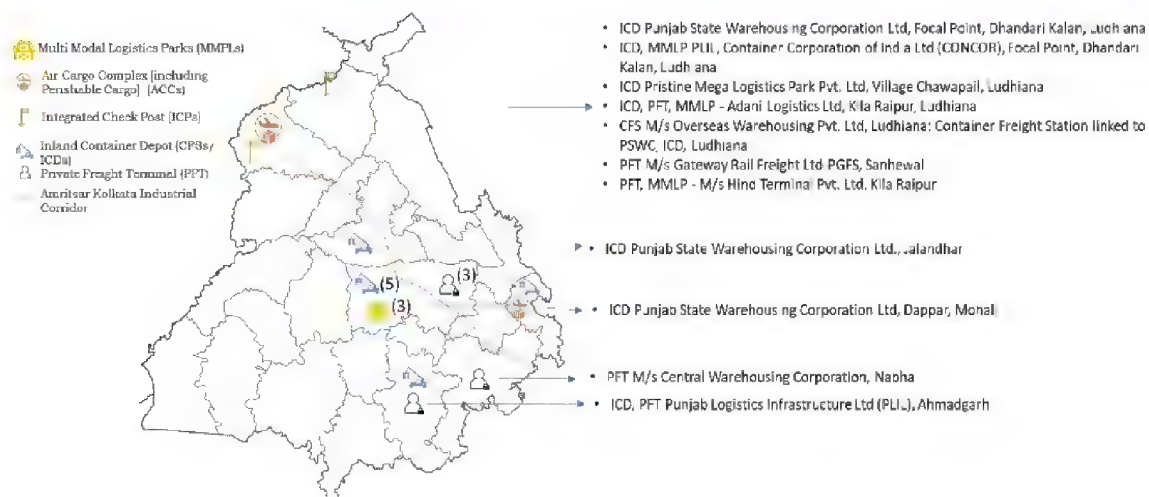 Multi Modal Logistics Parks (MMPLs)
Air Cargo Complex [including
Perishable Cargo] (ACCs)
Integrated Check Post [ICPs]
Inland Container Depot (CFSs/
ICDs)
Private Freight Terminal (PFT)
Amritsar Kolkata Industrial
Corridor
(5)
(3)
(3)
• ICD Punjab State Warehousing Corporation Ltd, Focal Point, Dhandari Kalan, Ludhiana
• ICD, MMLP PLIL, Container Corporation of India Ltd (CONCOR), Focal Point, Dhandari
Kalan, Ludhiana
• ICD Pristine Mega Logistics Park Pvt. Ltd, Village Chawapail, Ludhiana
• ICD, PFT, MMLP - Adani Logistics Ltd, Kila Raipur, Ludhiana
• CFS M/s Overseas Warehousing Pvt. Ltd, Ludhiana: Container Freight Station linked to
PSWC, ICD, Ludhiana
• PFT M/s Gateway Rail Freight Ltd PGFS, Sanhewal
• PFT, MMLP - M/s Hind Terminal Pvt. Ltd, Kila Raipur
• ICD Punjab State Warehousing Corporation Ltd., Jalandhar
• ICD Punjab State Warehousing Corporation Ltd, Dappar, Mohali
• PFT M/s Central Warehousing Corporation, Nabha
• ICD, PFT Punjab Logistics Infrastructure Ltd (PLIL), Ahmadgarh